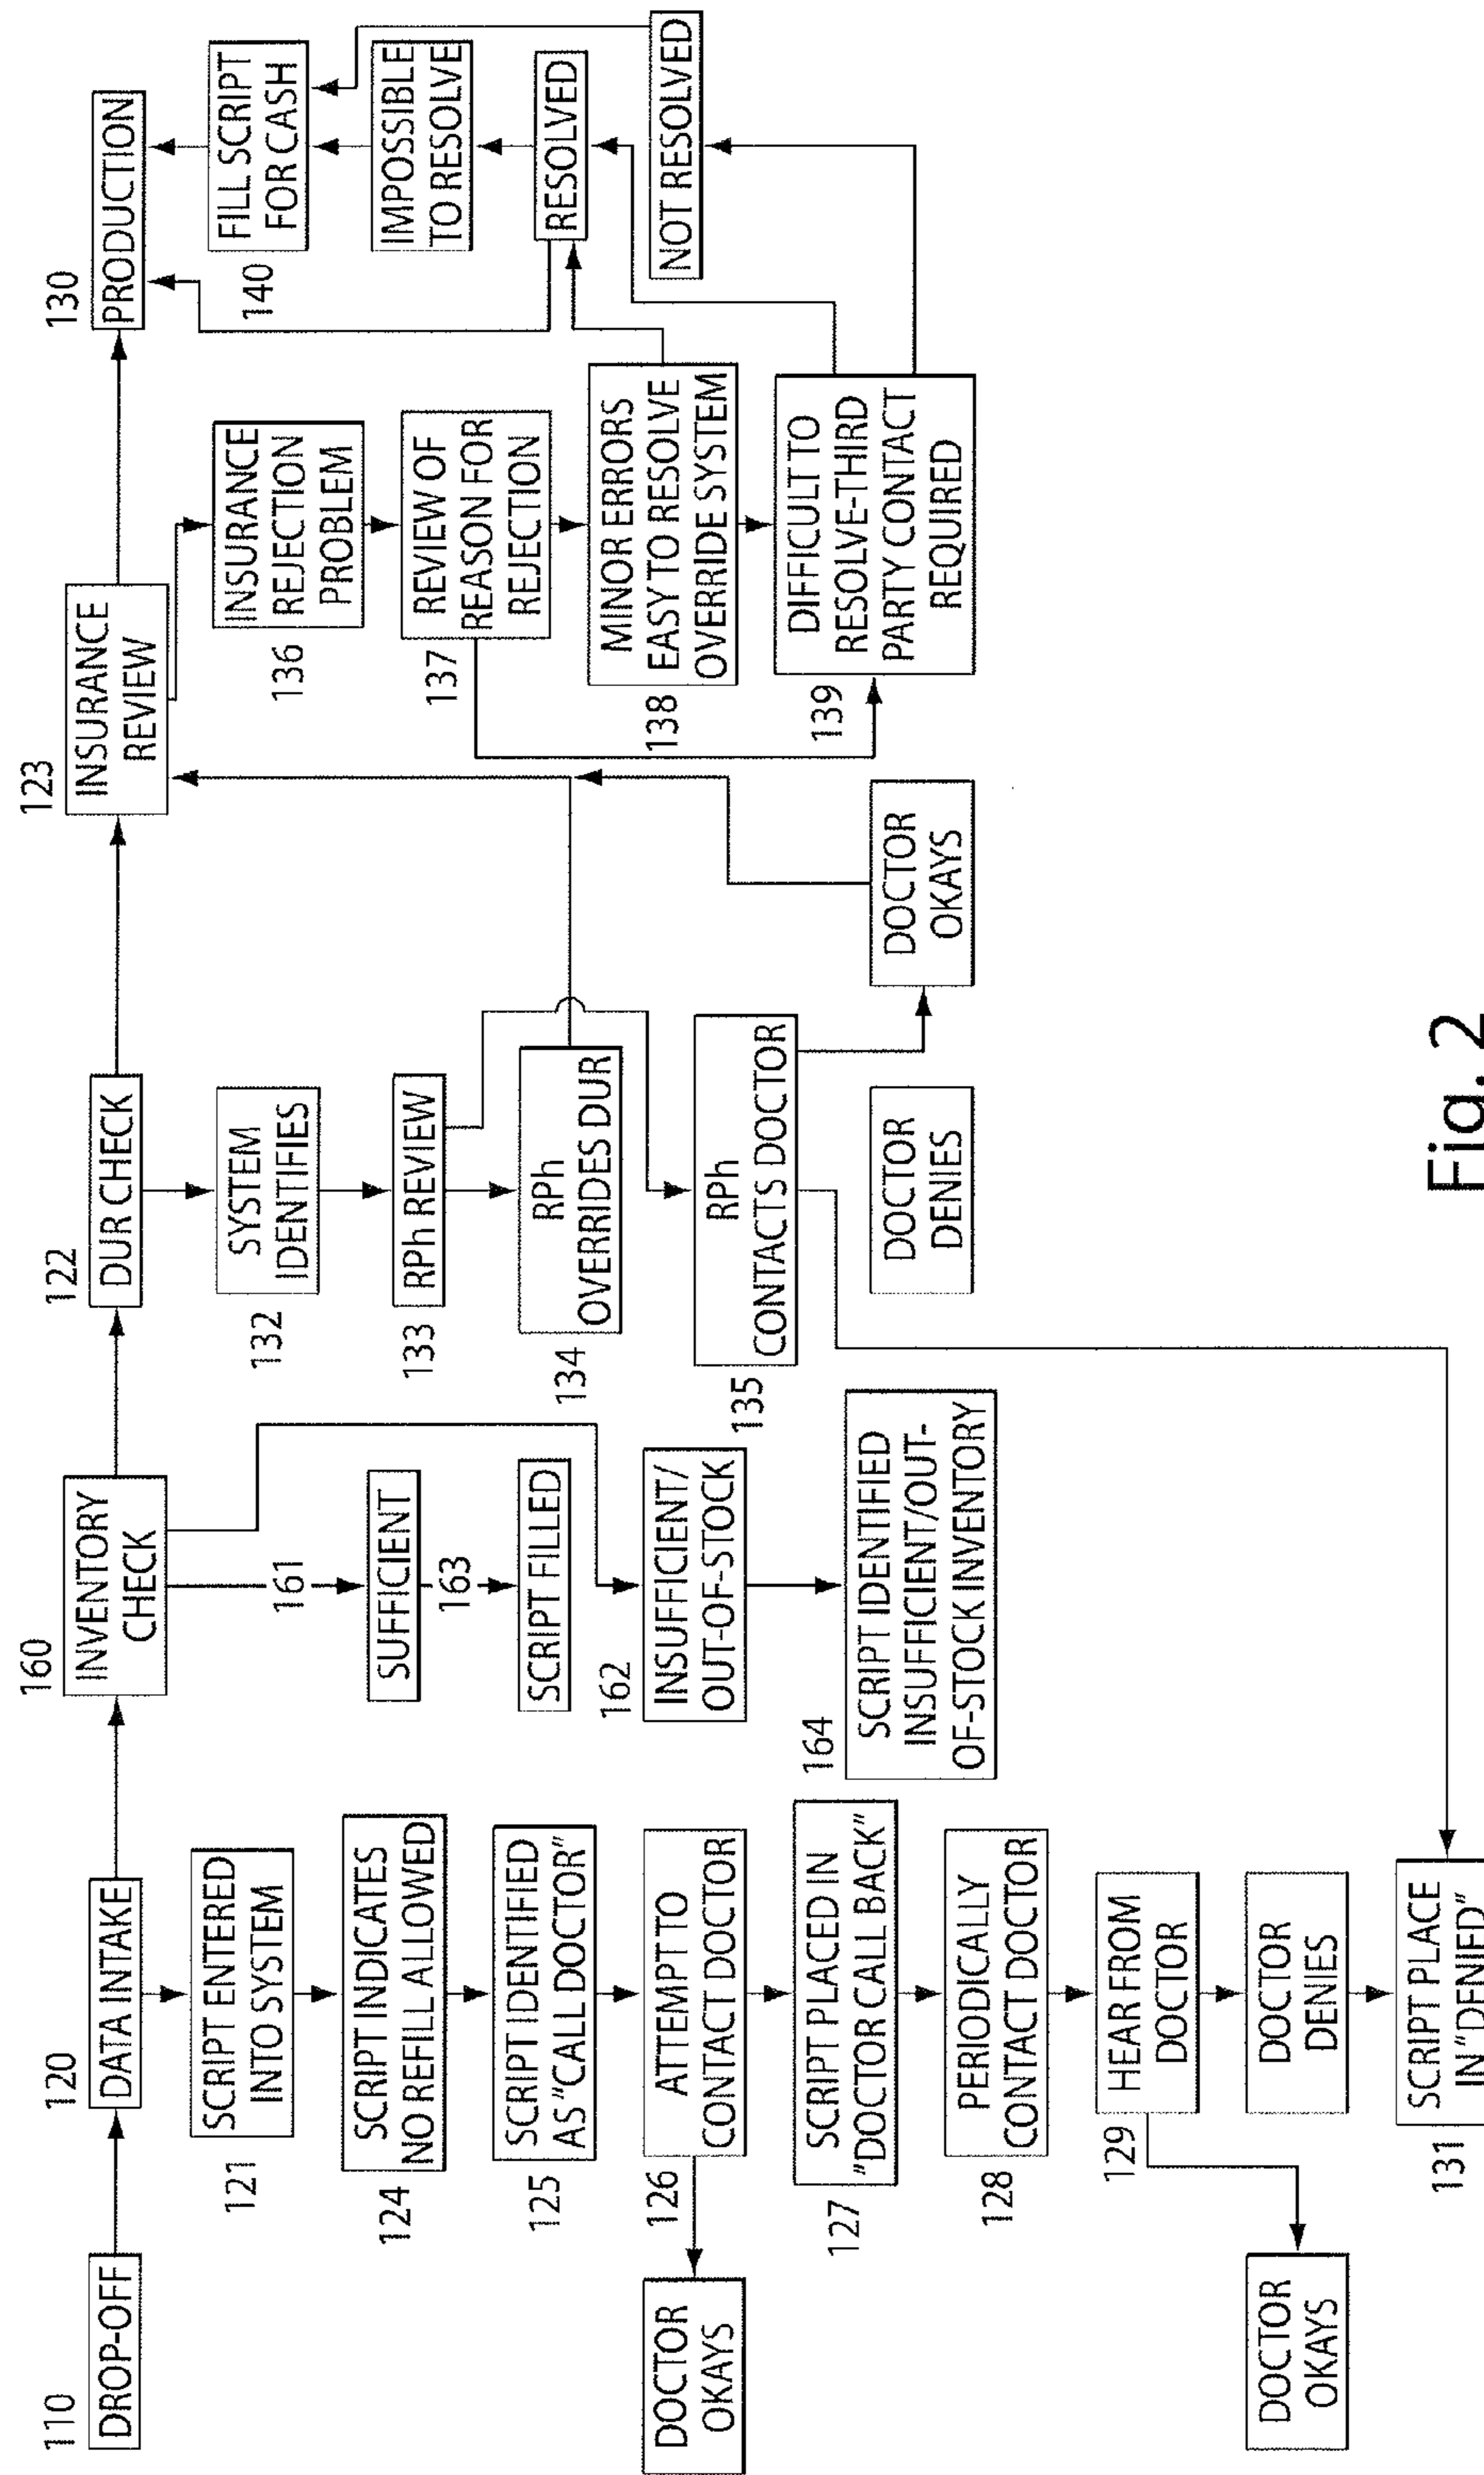 110
DROP-OFF
120
DATA INTAKE
121
SCRIPT ENTERED
INTO SYSTEM
124
SCRIPT INDICATES
NO REFILL ALLOWED
125
SCRIPT IDENTIFIED
AS "CALL DOCTOR"
126
ATTEMPT TO
CONTACT DOCTOR
DOCTOR
OKAYS
127
SCRIPT PLACED IN
"DOCTOR CALL BACK"
128
PERIODICALLY
CONTACT DOCTOR
129
HEAR FROM
DOCTOR
DOCTOR
OKAYS
DOCTOR
DENIES
131
SCRIPT PLACE
IN "DENIED"
160
INVENTORY
CHECK
161
SUFFICIENT
163
SCRIPT FILLED
162
INSUFFICIENT/
OUT-OF-STOCK
164
SCRIPT IDENTIFIED
INSUFFICIENT/OUT-
OF-STOCK INVENTORY
122
DUR CHECK
132
SYSTEM
IDENTIFIES
133
RPh REVIEW
134
RPh
OVERRIDES DUR
135
RPh
CONTACTS DOCTOR
DOCTOR
DENIES
DOCTOR
OKAYS
123
INSURANCE
REVIEW
136
INSURANCE
REJECTION
PROBLEM
137
REVIEW OF
REASON FOR
REJECTION
138
MINOR ERRORS
EASY TO RESOLVE
OVERRIDE SYSTEM
139
DIFFICULT TO
RESOLVE-THIRD
PARTY CONTACT
REQUIRED
130
PRODUCTION
140
FILL SCRIPT
FOR CASH
IMPOSSIBLE
TO RESOLVE
RESOLVED
NOT RESOLVED
Fig. 2